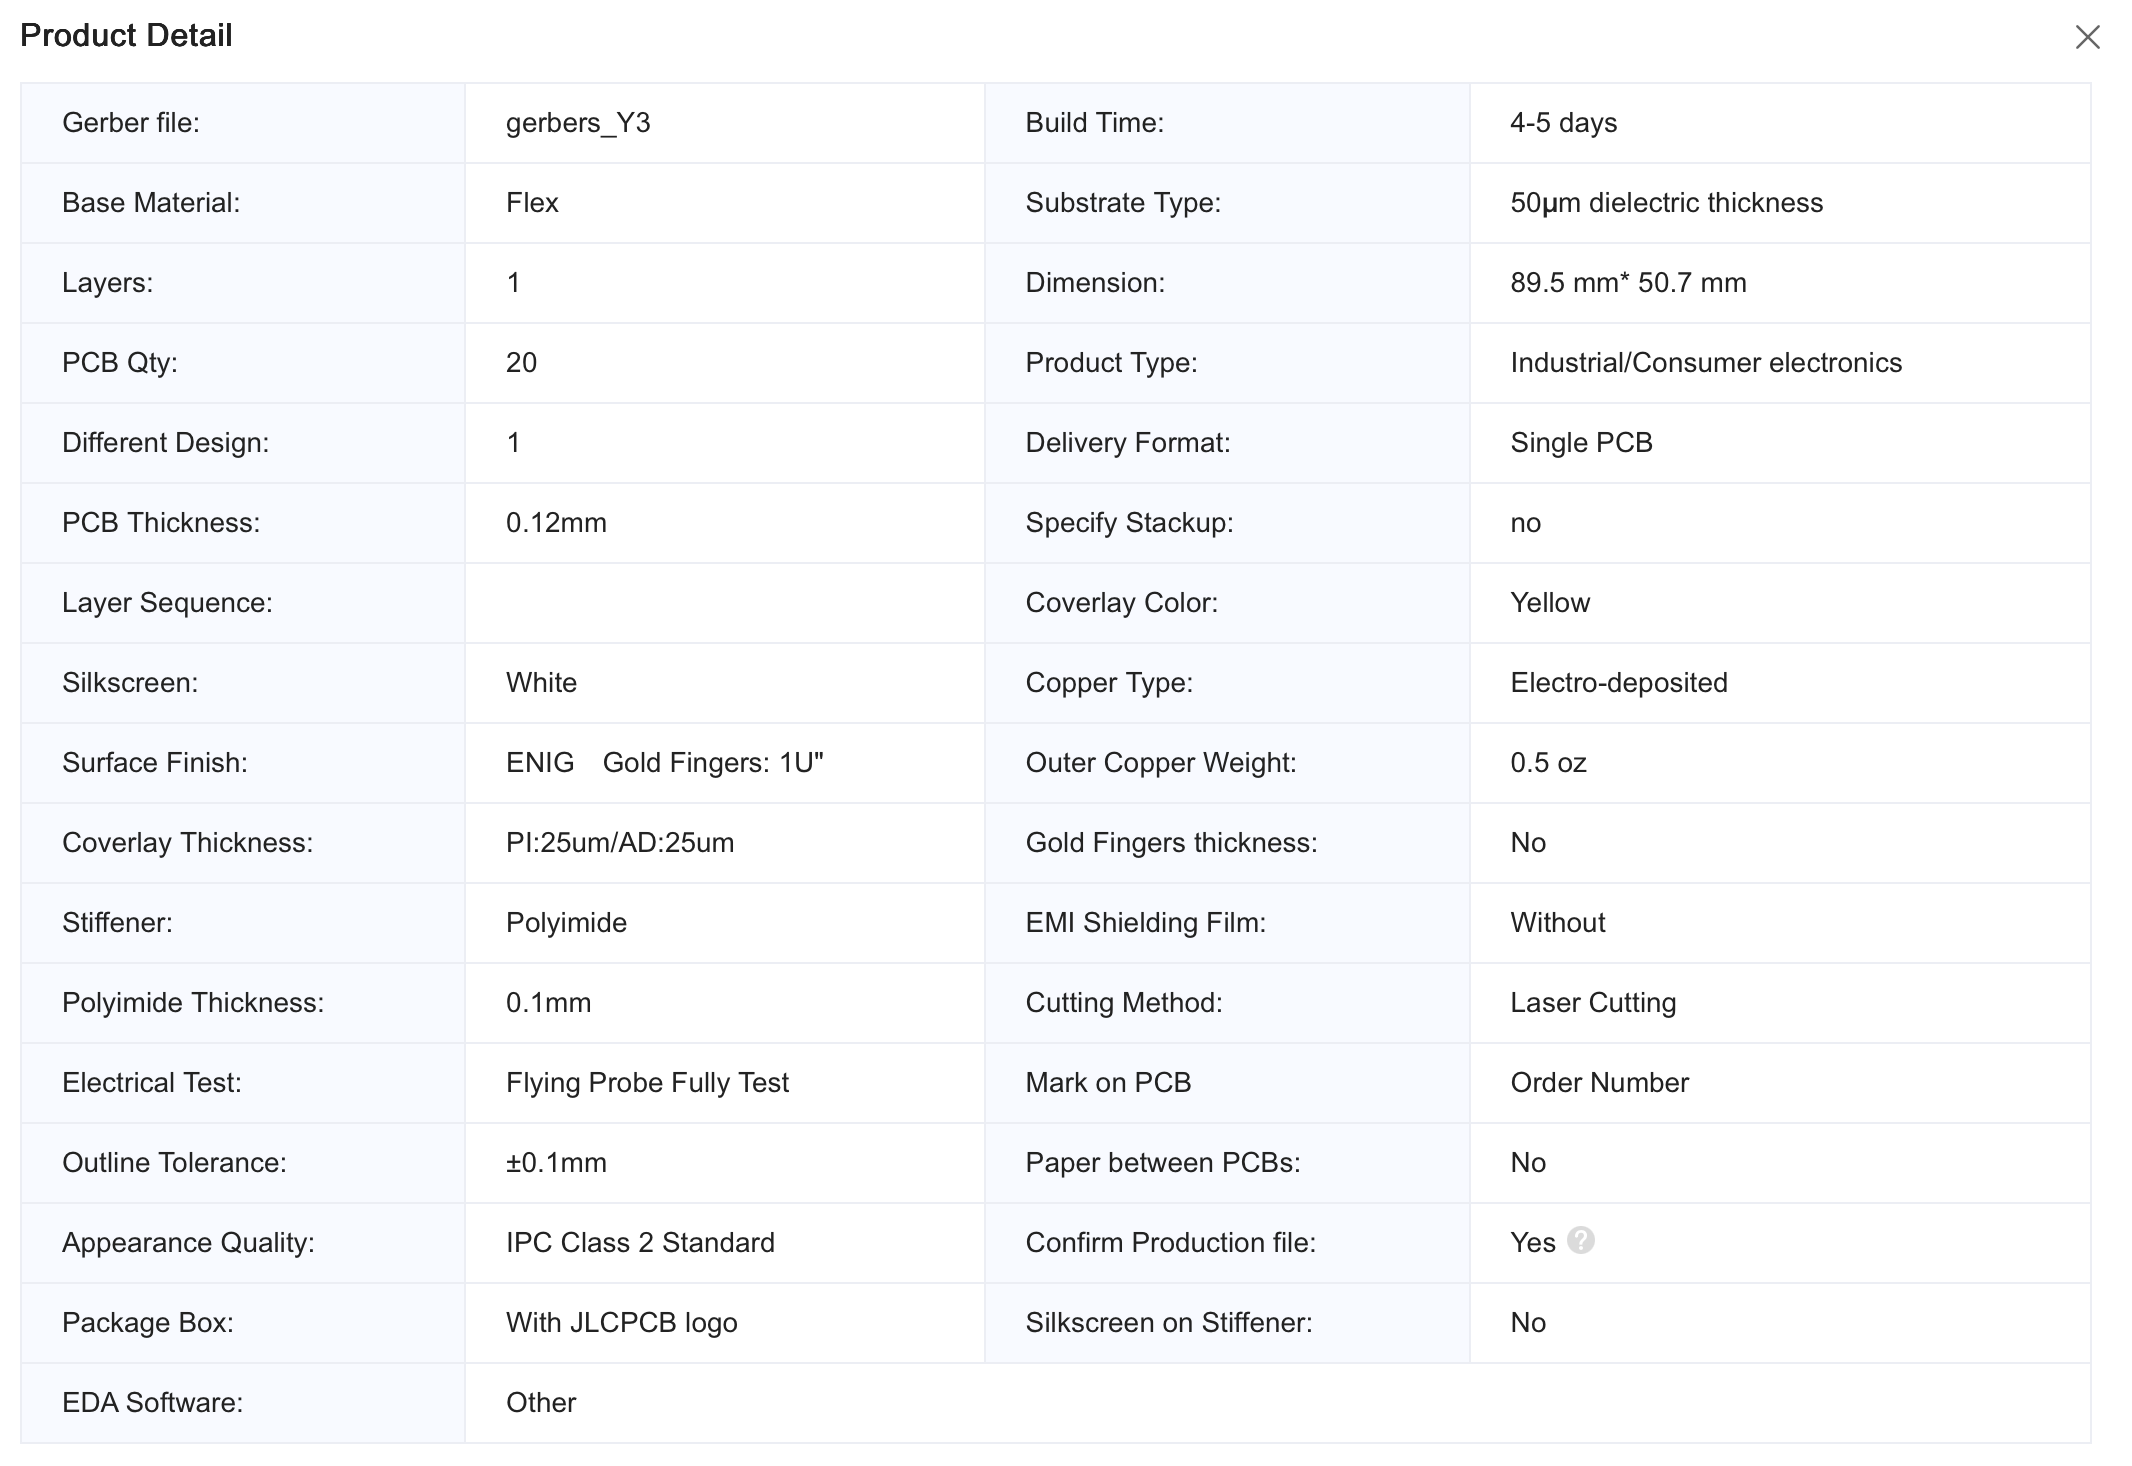 Product Detail
Gerber file: gerbers_Y3 Build Time: 4-5 days
Base Material: Flex Substrate Type: 50μm dielectric thickness
Layers: 1 Dimension: 89.5 mm* 50.7 mm
PCB Qty: 20 Product Type: Industrial/Consumer electronics
Different Design: 1 Delivery Format: Single PCB
PCB Thickness: 0.12mm Specify Stackup: no
Layer Sequence: Coverlay Color: Yellow
Silkscreen: White Copper Type: Electro-deposited
Surface Finish: ENIG Gold Fingers: 1U" Outer Copper Weight: 0.5 oz
Coverlay Thickness: PI:25um/AD:25um Gold Fingers thickness: No
Stiffener: Polyimide EMI Shielding Film: Without
Polyimide Thickness: 0.1mm Cutting Method: Laser Cutting
Electrical Test: Flying Probe Fully Test Mark on PCB Order Number
Outline Tolerance: ±0.1mm Paper between PCBs: No
Appearance Quality: IPC Class 2 Standard Confirm Production file: Yes ?
Package Box: With JLCPCB logo Silkscreen on Stiffener: No
EDA Software: Other